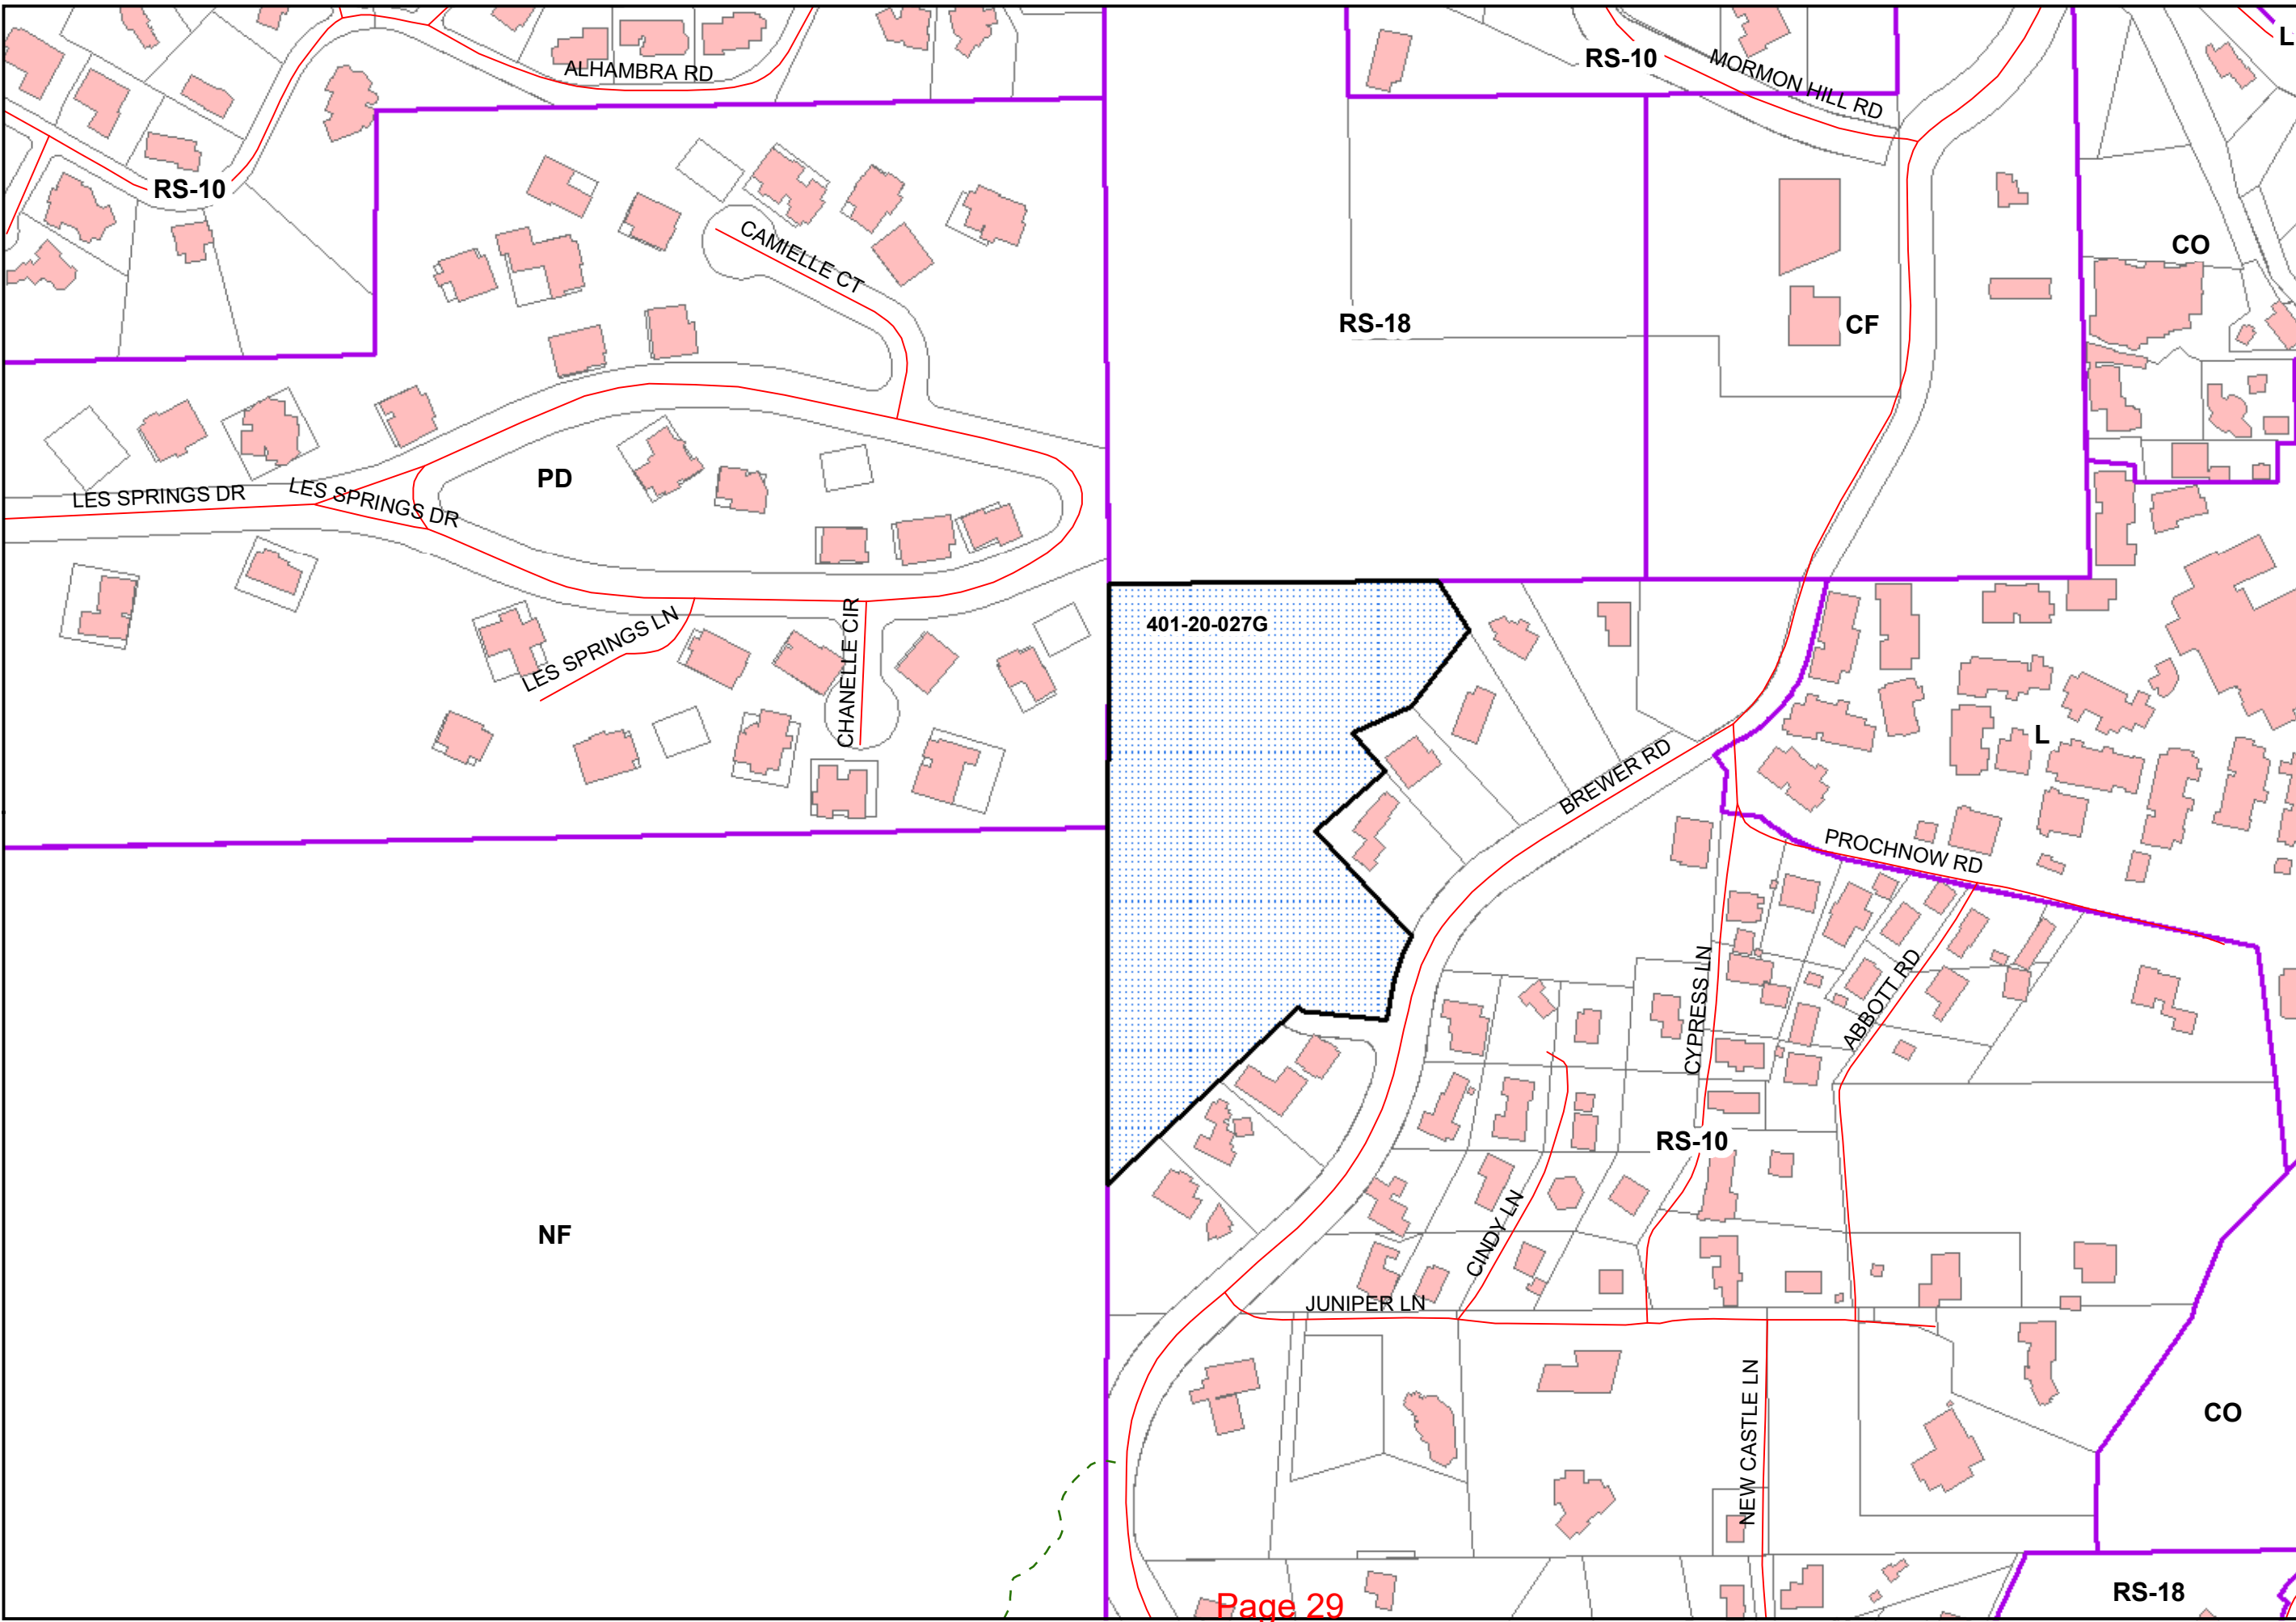 L
RS-10
MORMON HILL RD
ALHAMBRA RD
RS-10
CO
CAMIELLE CT
RS-18
CF
PD
LES SPRINGS DR
LES SPRINGS DR
401-20-027G
LES SPRINGS LN
CHANELLE CIR
L
BREWER RD
PROCHNOW RD
CYPRESS LN
ABBOTT RD
RS-10
NF
CINDY LN
JUNIPER LN
NEW CASTLE LN
CO
RS-18
Page 29